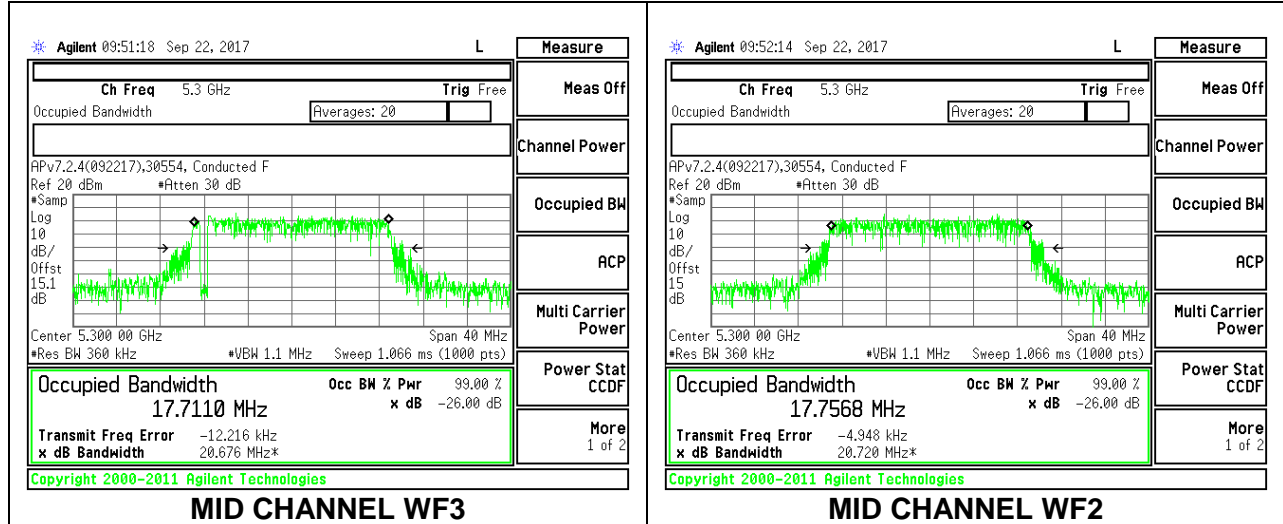 Agilent 09:51:18 Sep 22, 2017 L
Measure
Ch Freq 5.3 GHz Trig Free
Occupied Bandwidth Averages: 20
APv7.2.4(092217),30554, Conducted F
Ref 20 dBm #Atten 30 dB
#Samp
Log
10
dB/
Offst
15.1
dB
Center 5.300 00 GHz Span 40 MHz
#Res BW 360 kHz #VBW 1.1 MHz Sweep 1.066 ms (1000 pts)
Occupied Bandwidth Occ BW % Pwr 99.00 %
17.7110 MHz x dB -26.00 dB
Transmit Freq Error -12.216 kHz
x dB Bandwidth 20.676 MHz*
Copyright 2000-2011 Agilent Technologies
Meas Off
Channel Power
Occupied BW
ACP
Multi Carrier
Power
Power Stat
CCDF
More
1 of 2
MID CHANNEL WF3
Agilent 09:52:14 Sep 22, 2017 L
Measure
Ch Freq 5.3 GHz Trig Free
Occupied Bandwidth Averages: 20
APv7.2.4(092217),30554, Conducted F
Ref 20 dBm #Atten 30 dB
#Samp
Log
10
dB/
Offst
15
dB
Center 5.300 00 GHz Span 40 MHz
#Res BW 360 kHz #VBW 1.1 MHz Sweep 1.066 ms (1000 pts)
Occupied Bandwidth Occ BW % Pwr 99.00 %
17.7568 MHz x dB -26.00 dB
Transmit Freq Error -4.948 kHz
x dB Bandwidth 20.720 MHz*
Copyright 2000-2011 Agilent Technologies
Meas Off
Channel Power
Occupied BW
ACP
Multi Carrier
Power
Power Stat
CCDF
More
1 of 2
MID CHANNEL WF2